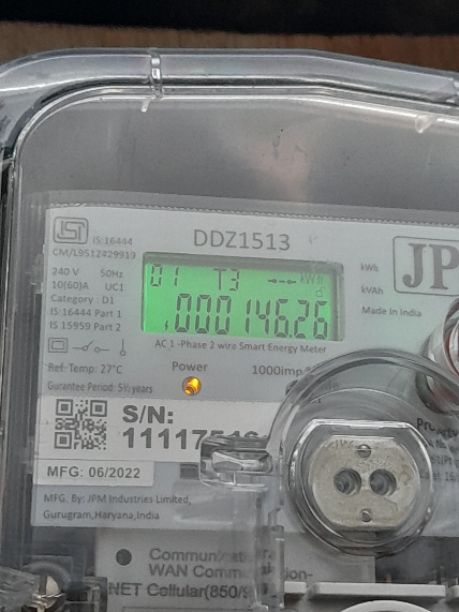 IS:16444
CM/L9512429919
DDZ1513
JP
240 V 50Hz
10(60)A UC1
Category : D1
IS:16444 Part 1
IS 15959 Part 2
01 T3 kWh
000146.26
kWh
kVAh
Made in India
AC 1 -Phase 2 wire Smart Energy Meter
Ref. Temp: 27°C
Power
1000imp
Gurantee Period: 5½ years
S/N:
MFG: 06/2022
MFG. By: JPM Industries Limited,
Gurugram,Haryana,India
WAN
NET Cellular(850/9